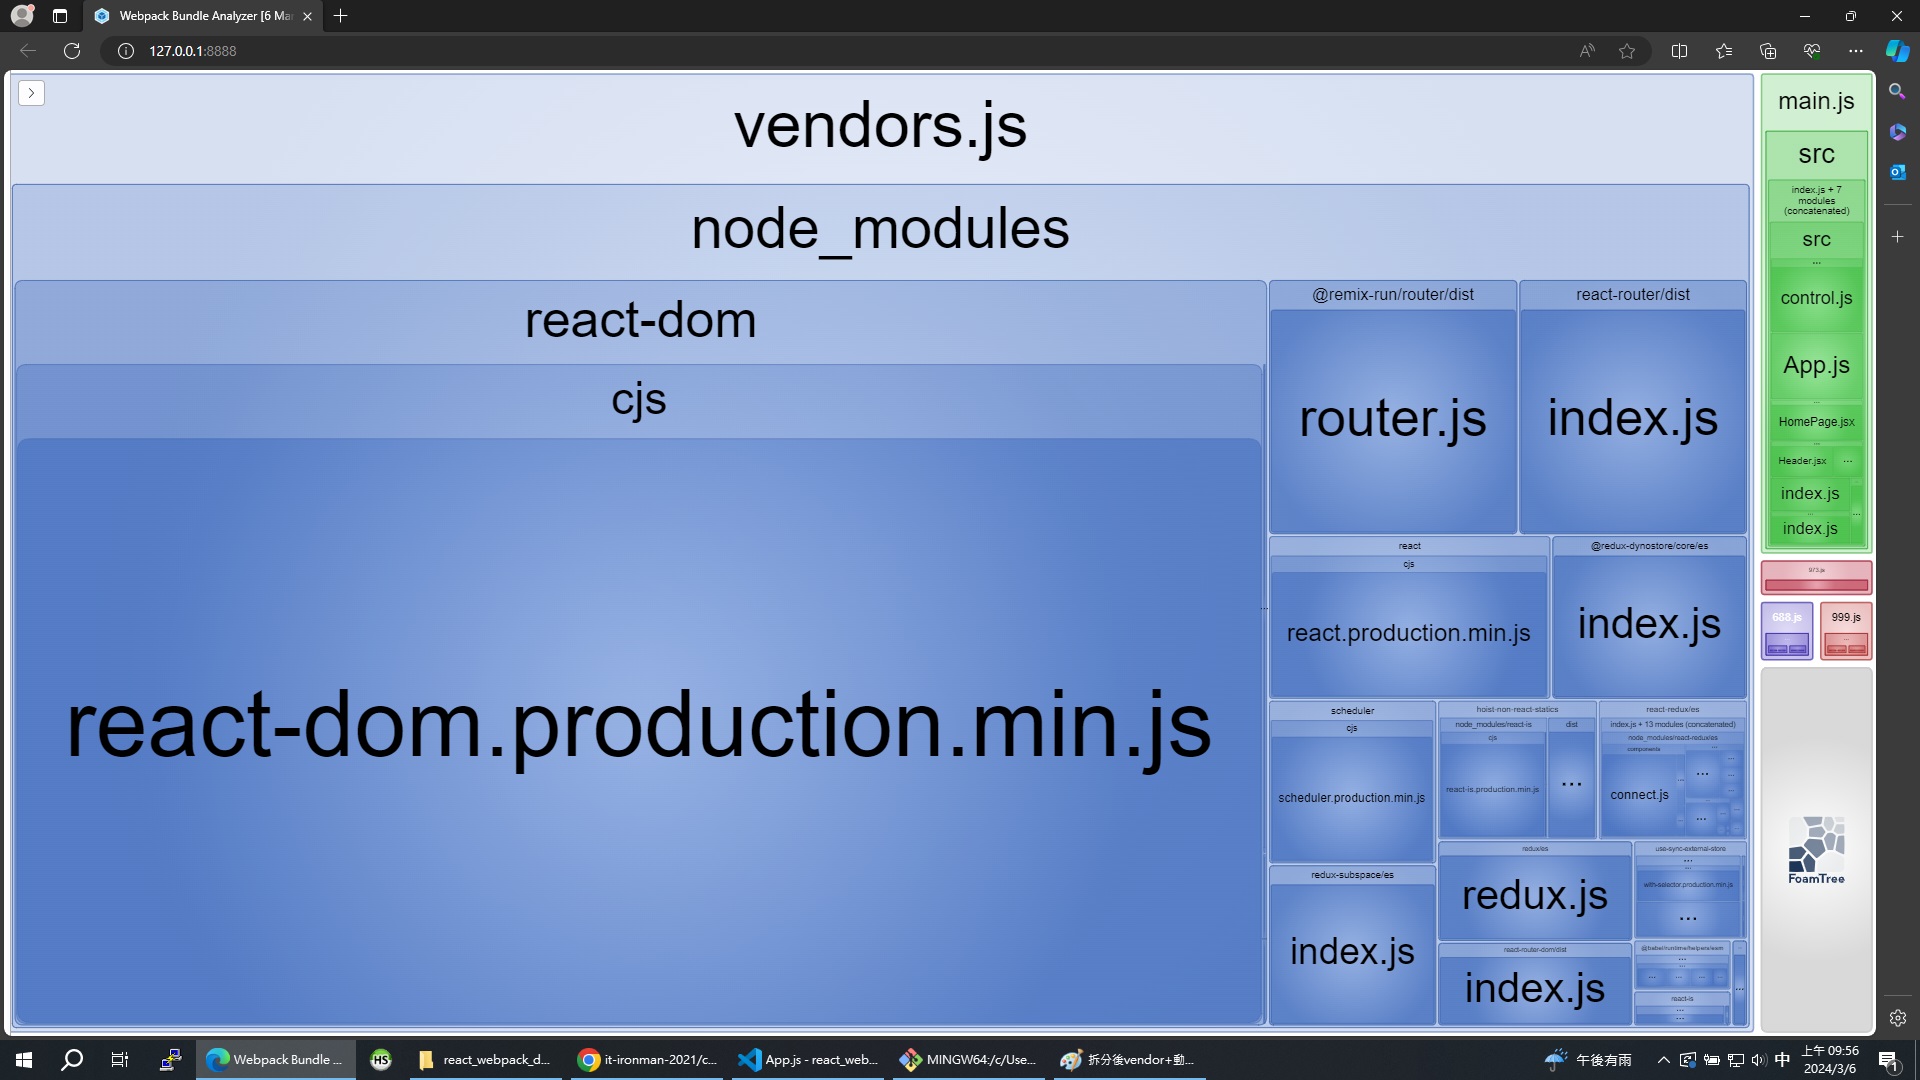 Webpack Bundle Analyzer [6 Mar
127.0.0.1:8888
vendors.js
node_modules
react-dom
cjs
react-dom.production.min.js
@remix-run/router/dist
router.js
react-router/dist
index.js
react
cjs
react.production.min.js
@redux-dynostore/core/es
index.js
scheduler
cjs
scheduler.production.min.js
hoist-non-react-statics
node_modules/react-is
cjs
react-is.production.min.js
dist
...
react-redux/es
index.js + 13 modules (concatenated)
node_modules/react-redux/es
components
connect.js
redux-subspace/es
index.js
redux/es
redux.js
use-sync-external-store
with-selector.production.min.js
...
react-router-dom/dist
index.js
@babel/runtime/helpers/esm
react-is
main.js
src
index.js + 7
modules
(concatenated)
src
...
control.js
App.js
HomePage.jsx
Header.jsx
...
index.js
index.js
973.js
688.js
999.js
FoamTree
Webpack Bundle ...
HS
react_webpack_d...
it-ironman-2021/c...
App.js - react_web...
MINGW64:/c/Use...
拆分後vendor+動...
午後有雨
中
上午 09:56
2024/3/6
1